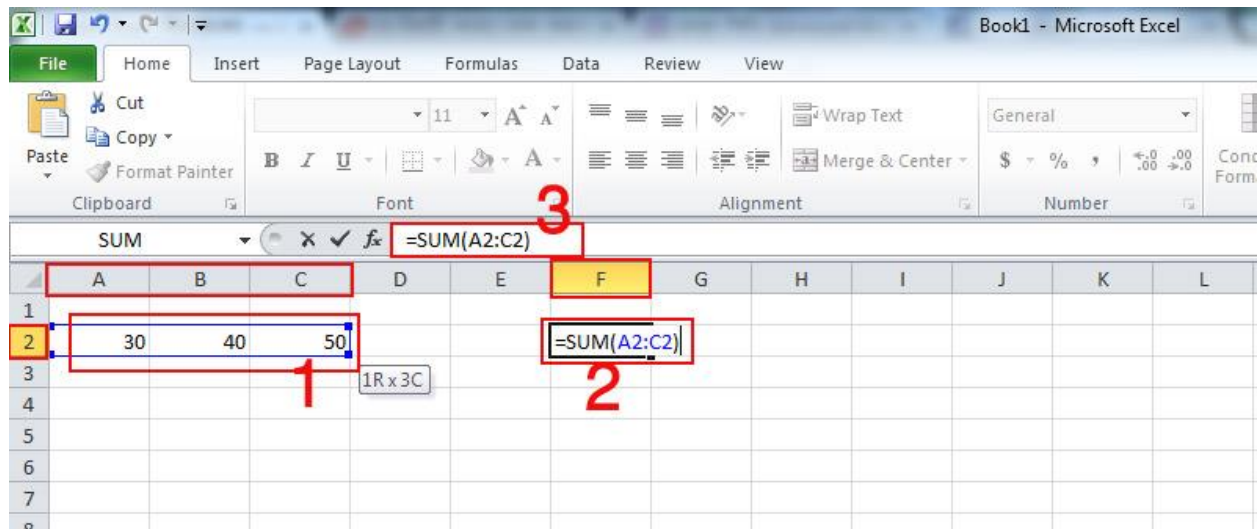 Book1 - Microsoft Excel
File Home Insert Page Layout Formulas Data Review View
Cut
Copy
Paste
Format Painter
11 A A
Wrap Text
General
B I U A
Merge & Center
$ % , .0 .00 .00 .0
Clipboard Font Alignment Number
3
SUM fx =SUM(A2:C2)
A B C D E F G H I J K L
1
2 30 40 50 =SUM(A2:C2)
1 2
3 1R x 3C
4
5
6
7